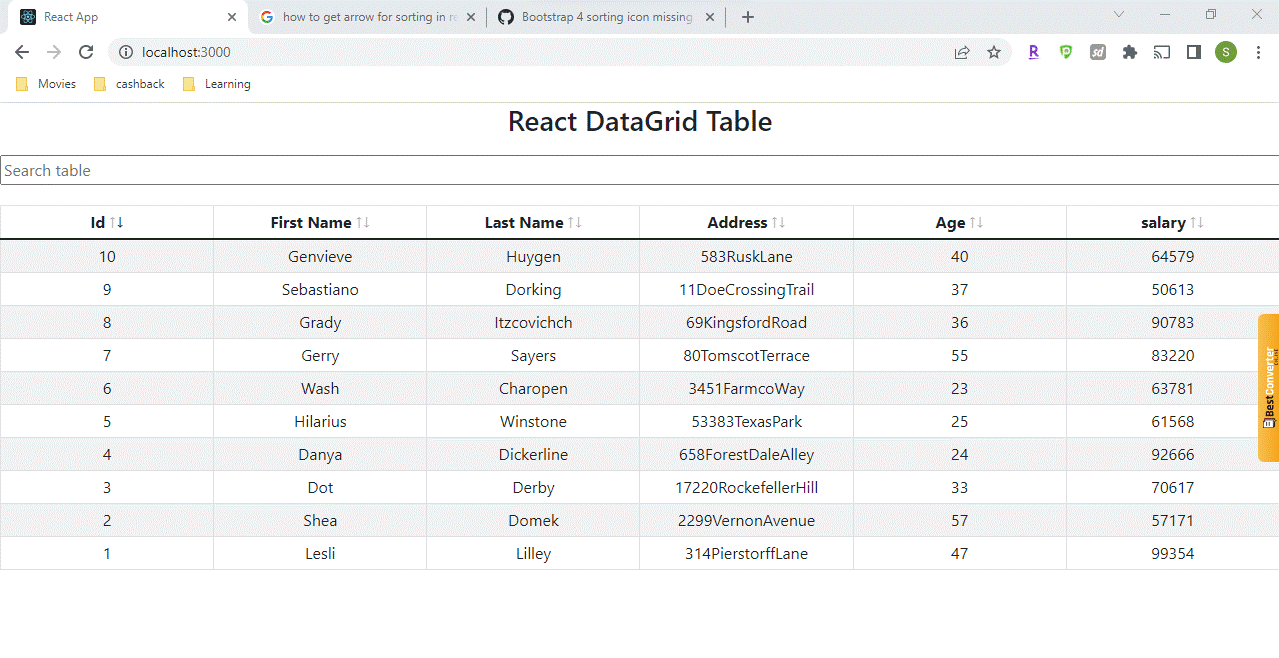 React App
how to get arrow for sorting in re
Bootstrap 4 sorting icon missing
localhost:3000
R
sd
S
Movies
cashback
Learning
React DataGrid Table
Search table
Id ↑↓ First Name ↑↓ Last Name ↑↓ Address ↑↓ Age ↑↓ salary ↑↓
10 Genvieve Huygen 583RuskLane 40 64579
9 Sebastiano Dorking 11DoeCrossingTrail 37 50613
8 Grady Itzcovichch 69KingsfordRoad 36 90783
7 Gerry Sayers 80TomscotTerrace 55 83220
6 Wash Charopen 3451FarmcoWay 23 63781
5 Hilarius Winstone 53383TexasPark 25 61568
4 Danya Dickerline 658ForestDaleAlley 24 92666
3 Dot Derby 17220RockefellerHill 33 70617
2 Shea Domek 2299VernonAvenue 57 57171
1 Lesli Lilley 314PierstorffLane 47 99354
BestConverter